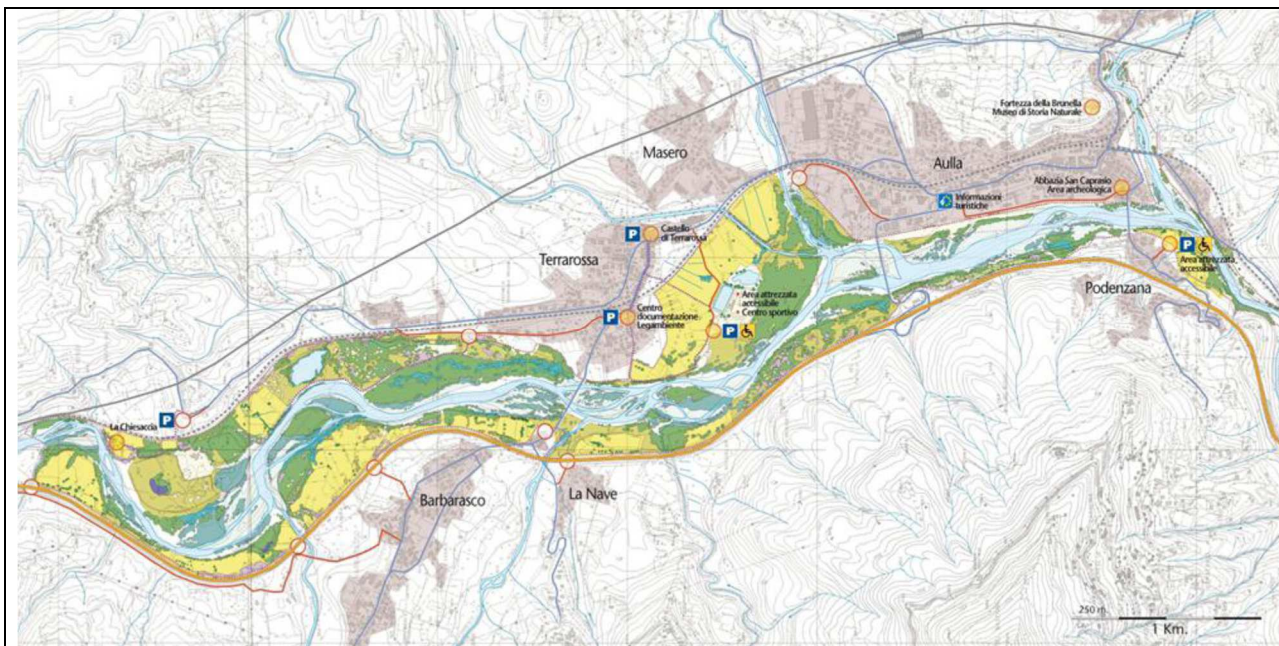 Fortezza della Brunella
Museo di Storia Naturale
Masero
Aulla
Abbazia San Caprasio
Area archeologica
Informazioni
turistiche
P
Castello
di Terrarossa
Terrarossa
P
Area attrezzata
accessibile
Podenzana
Area attrezzata
accessibile
Centro sportivo
P
Centro
documentazione
Legambiente
P
P
La Chiesaccia
Barbarasco
La Nave
250 m.
1 Km.